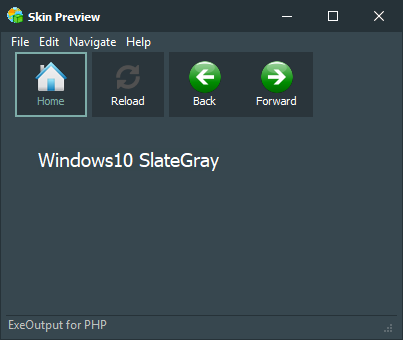 Skin Preview
File Edit Navigate Help
Home Reload Back Forward
Windows10 SlateGray
ExeOutput for PHP